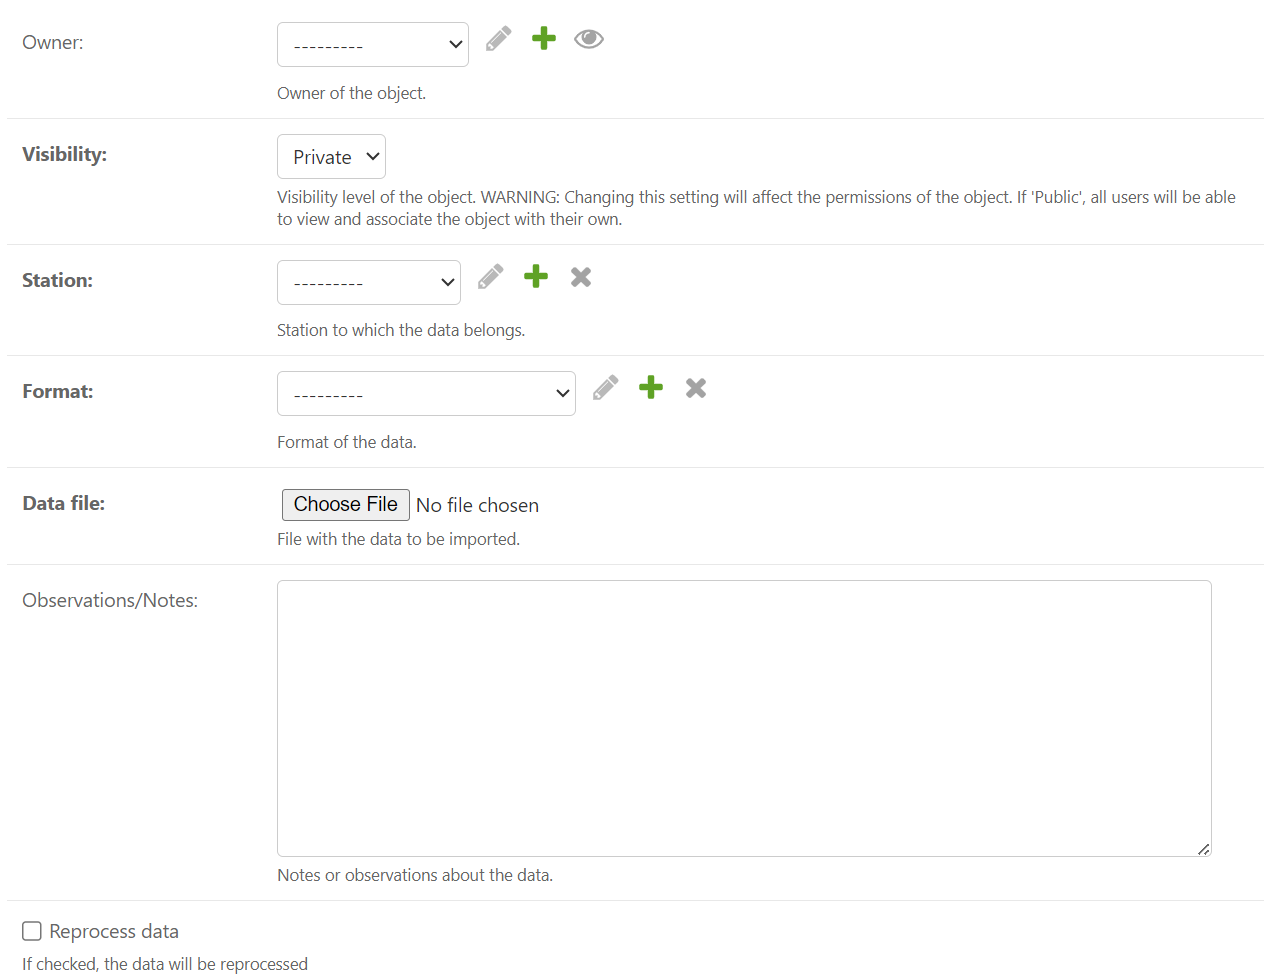 Owner:
---------
Owner of the object.
Visibility:
Private
Visibility level of the object. WARNING: Changing this setting will affect the permissions of the object. If 'Public', all users will be able
to view and associate the object with their own.
Station:
---------
Station to which the data belongs.
Format:
---------
Format of the data.
Data file:
Choose File No file chosen
File with the data to be imported.
Observations/Notes:
Notes or observations about the data.
Reprocess data
If checked, the data will be reprocessed